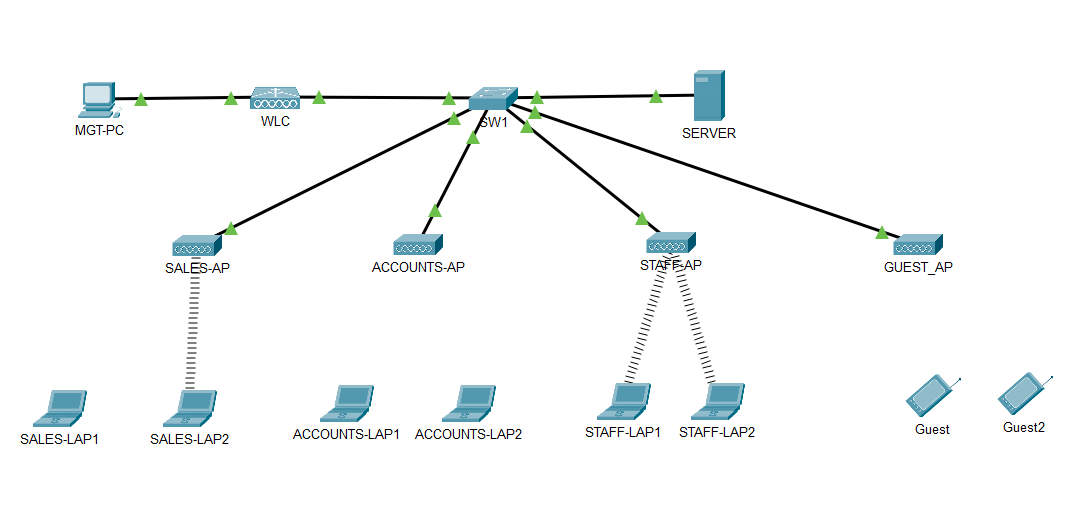 MGT-PC
WLC
SW1
SERVER
SALES-AP
ACCOUNTS-AP
STAFF-AP
GUEST_AP
SALES-LAP1
SALES-LAP2
ACCOUNTS-LAP1
ACCOUNTS-LAP2
STAFF-LAP1
STAFF-LAP2
Guest
Guest2